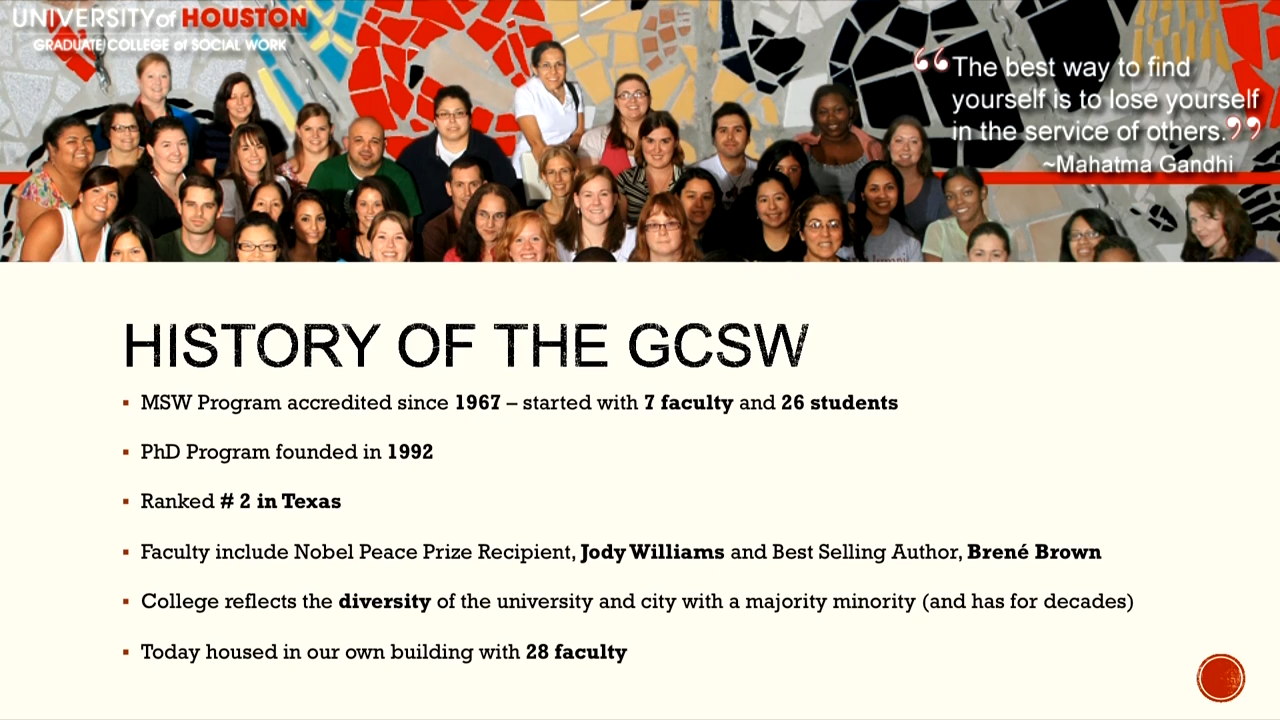 UNIVERSITY of HOUSTON
GRADUATE COLLEGE of SOCIAL WORK
“The best way to find
yourself is to lose yourself
in the service of others.”
~Mahatma Gandhi
HISTORY OF THE GCSW
▪ MSW Program accredited since 1967 – started with 7 faculty and 26 students
▪ PhD Program founded in 1992
▪ Ranked # 2 in Texas
▪ Faculty include Nobel Peace Prize Recipient, Jody Williams and Best Selling Author, Brené Brown
▪ College reflects the diversity of the university and city with a majority minority (and has for decades)
▪ Today housed in our own building with 28 faculty